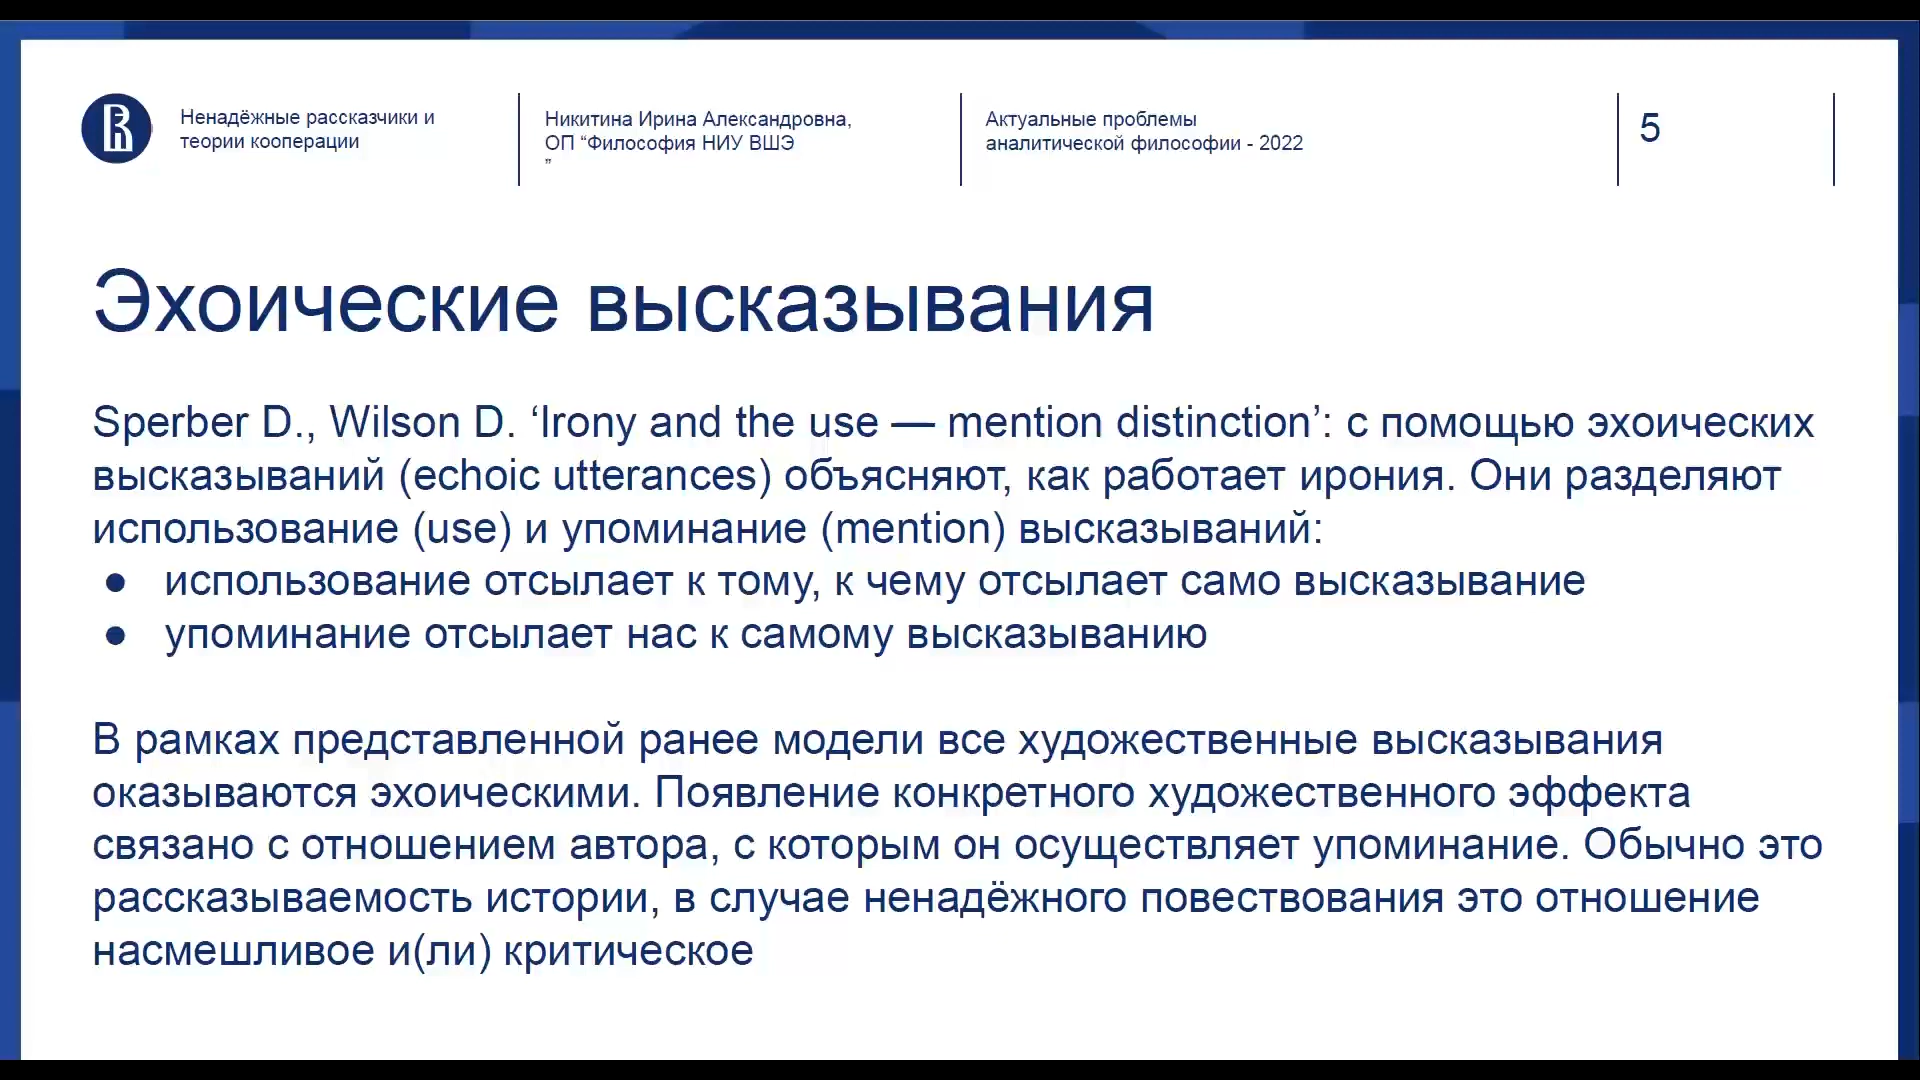 Ненадёжные рассказчики и
теории кооперации
Никитина Ирина Александровна,
ОП “Философия НИУ ВШЭ
”
Актуальные проблемы
аналитической философии - 2022
5
Эхоические высказывания
Sperber D., Wilson D. ‘Irony and the use — mention distinction’: с помощью эхоических
высказываний (echoic utterances) объясняют, как работает ирония. Они разделяют
использование (use) и упоминание (mention) высказываний:
● использование отсылает к тому, к чему отсылает само высказывание
● упоминание отсылает нас к самому высказыванию
В рамках представленной ранее модели все художественные высказывания
оказываются эхоическими. Появление конкретного художественного эффекта
связано с отношением автора, с которым он осуществляет упоминание. Обычно это
рассказываемость истории, в случае ненадёжного повествования это отношение
насмешливое и(ли) критическое